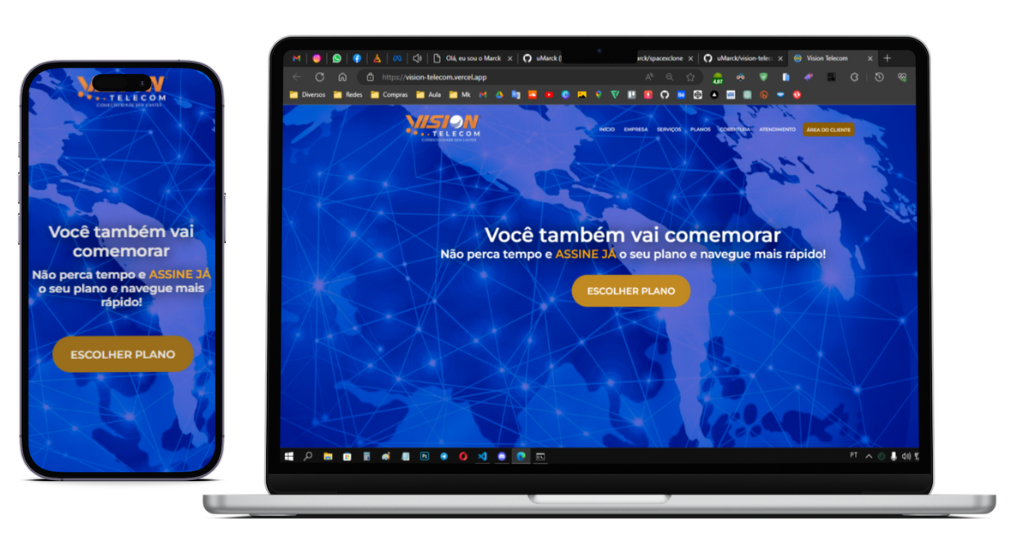 VISION
TELECOM
Você também vai
comemorar
Não perca tempo e ASSINE JÁ
o seu plano e navegue mais
rápido!
ESCOLHER PLANO
Olá, eu sou o Marck
uMarck (
arck/spacexclone
uMarck/vision-telec
Vision Telecom
https://vision-telecom.vercel.app
Diversos Redes Compras Aula Mk
VISION
TELECOM
INÍCIO EMPRESA SERVIÇOS PLANOS COBERTURA ATENDIMENTO ÁREA DO CLIENTE
Você também vai comemorar
Não perca tempo e ASSINE JÁ o seu plano e navegue mais rápido!
ESCOLHER PLANO
PT